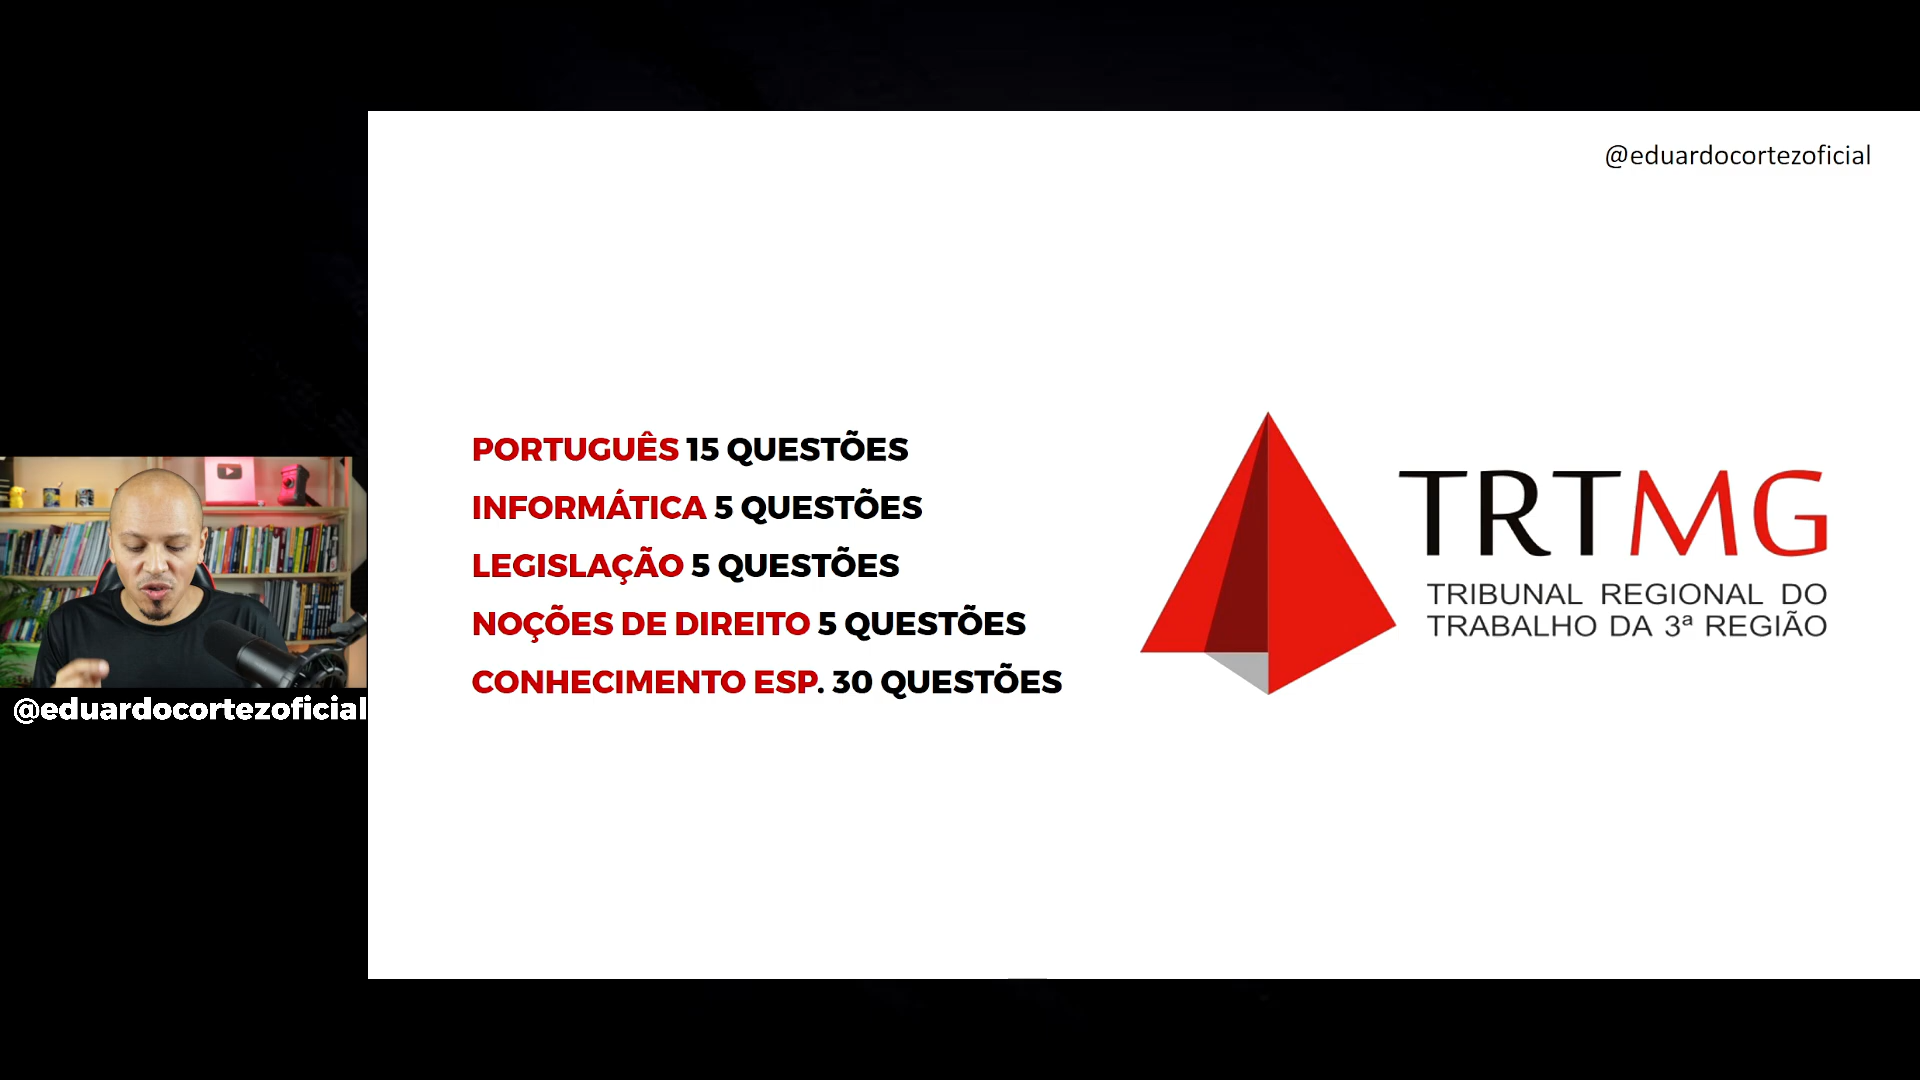 @eduardocortezoficial
PORTUGUÊS 15 QUESTÕES
INFORMÁTICA 5 QUESTÕES
LEGISLAÇÃO 5 QUESTÕES
NOÇÕES DE DIREITO 5 QUESTÕES
CONHECIMENTO ESP. 30 QUESTÕES
TRTMG
TRIBUNAL REGIONAL DO
TRABALHO DA 3ª REGIÃO
@eduardocortezoficial